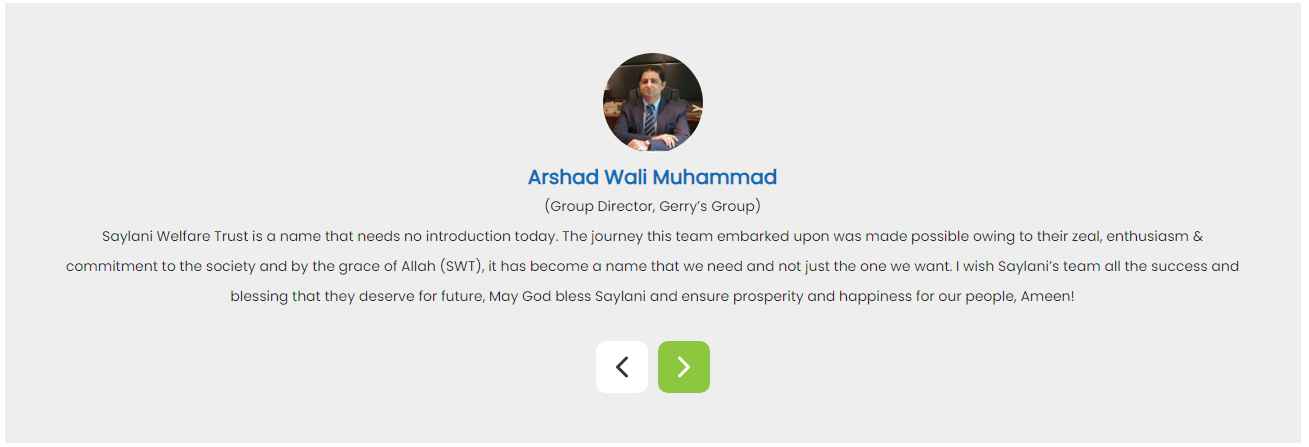 Arshad Wali Muhammad
(Group Director, Gerry’s Group)
Saylani Welfare Trust is a name that needs no introduction today. The journey this team embarked upon was made possible owing to their zeal, enthusiasm &
commitment to the society and by the grace of Allah (SWT), it has become a name that we need and not just the one we want. I wish Saylani’s team all the success and
blessing that they deserve for future, May God bless Saylani and ensure prosperity and happiness for our people, Ameen!